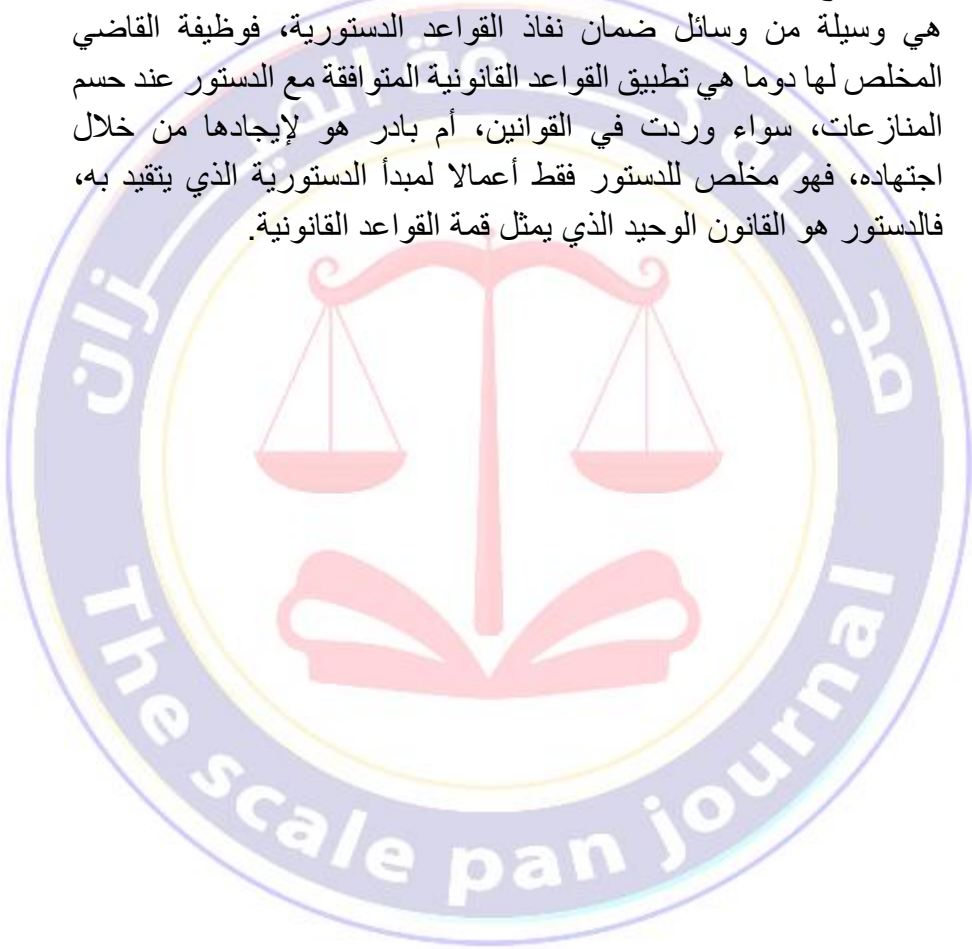 هي وسيلة من وسائل ضمان نفاذ القواعد الدستورية، فوظيفة القاضي
المخلص لها دوما هي تطبيق القواعد القانونية المتوافقة مع الدستور عند حسم
المنازعات، سواء وردت في القوانين، أم بادر هو لإيجادها من خلال
اجتهاده، فهو مخلص للدستور فقط أعمالا لمبدأ الدستورية الذي يتقيد به،
فالدستور هو القانون الوحيد الذي يمثل قمة القواعد القانونية.
مجلة كفة الميزان
The scale pan journal